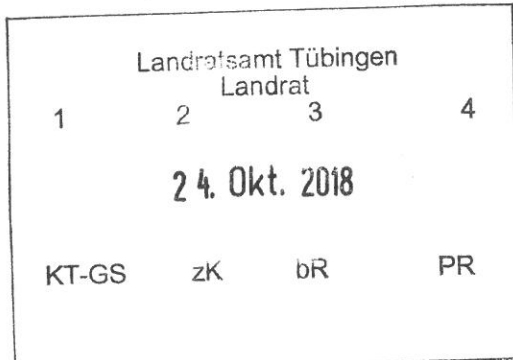 Landratsamt Tübingen
Landrat
1 2 3 4
24. Okt. 2018
KT-GS zK bR PR